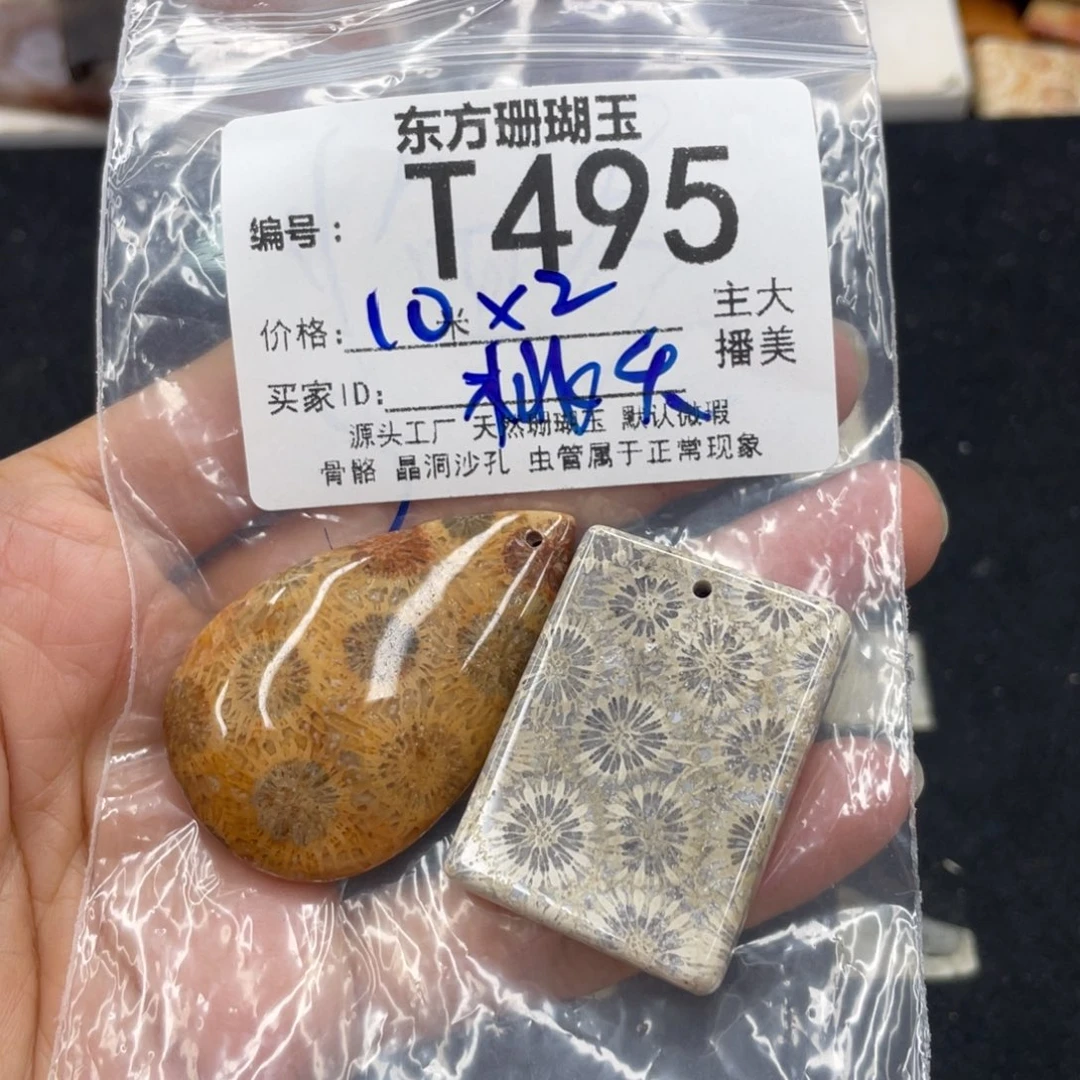 东方珊瑚玉
编号：T495
价格：10×2
米
主大
播美
买家ID：
源头工厂 天然珊瑚玉 默认微瑕
骨骼 晶洞沙孔 虫管属于正常现象